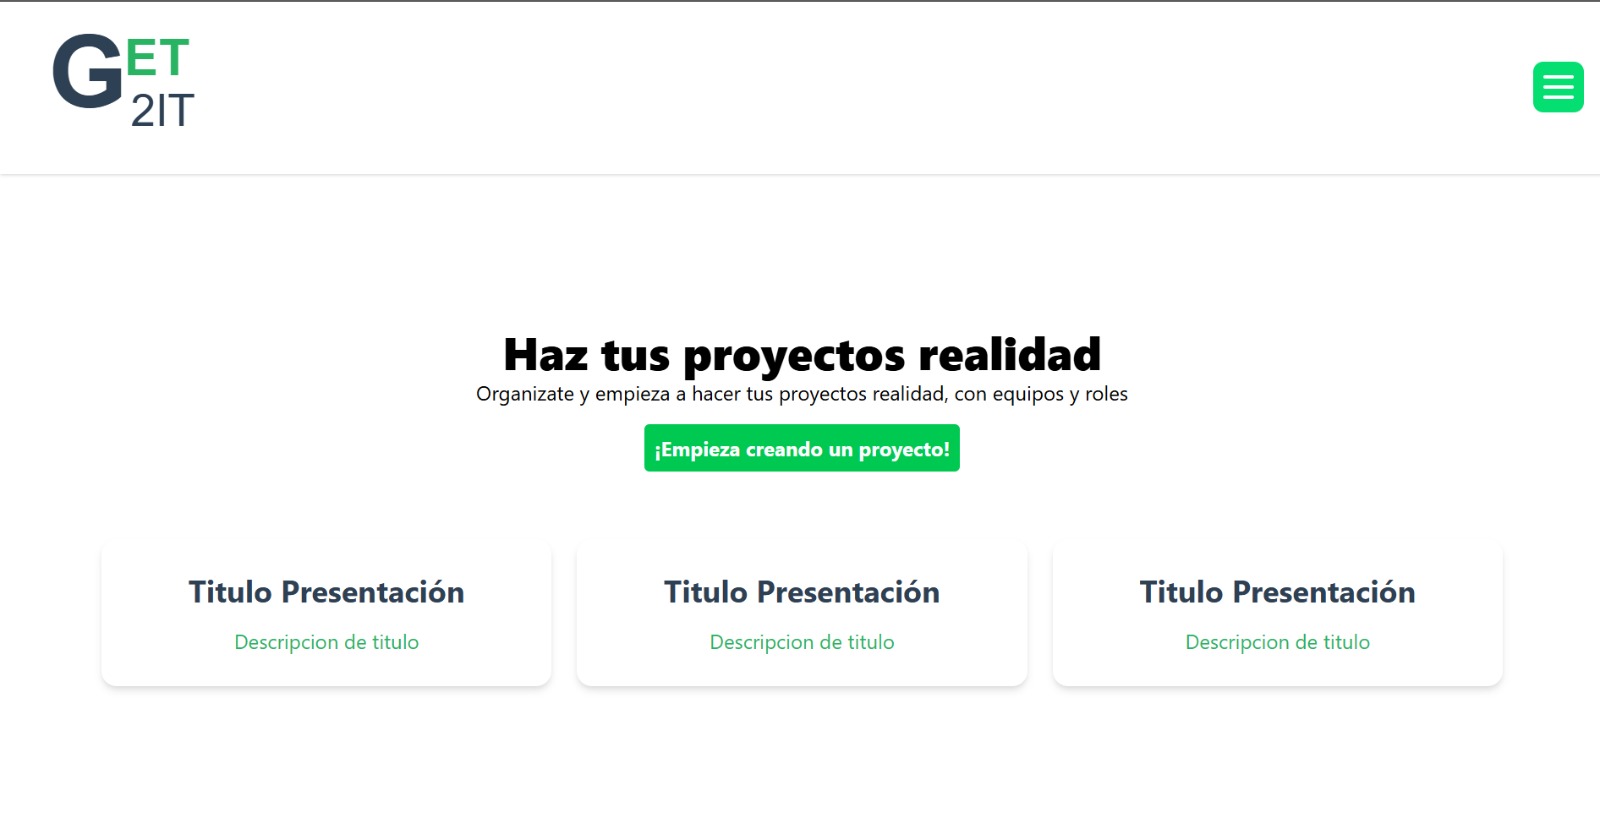 GET
2IT
Haz tus proyectos realidad
Organizate y empieza a hacer tus proyectos realidad, con equipos y roles
¡Empieza creando un proyecto!
Titulo Presentación
Descripcion de titulo
Titulo Presentación
Descripcion de titulo
Titulo Presentación
Descripcion de titulo